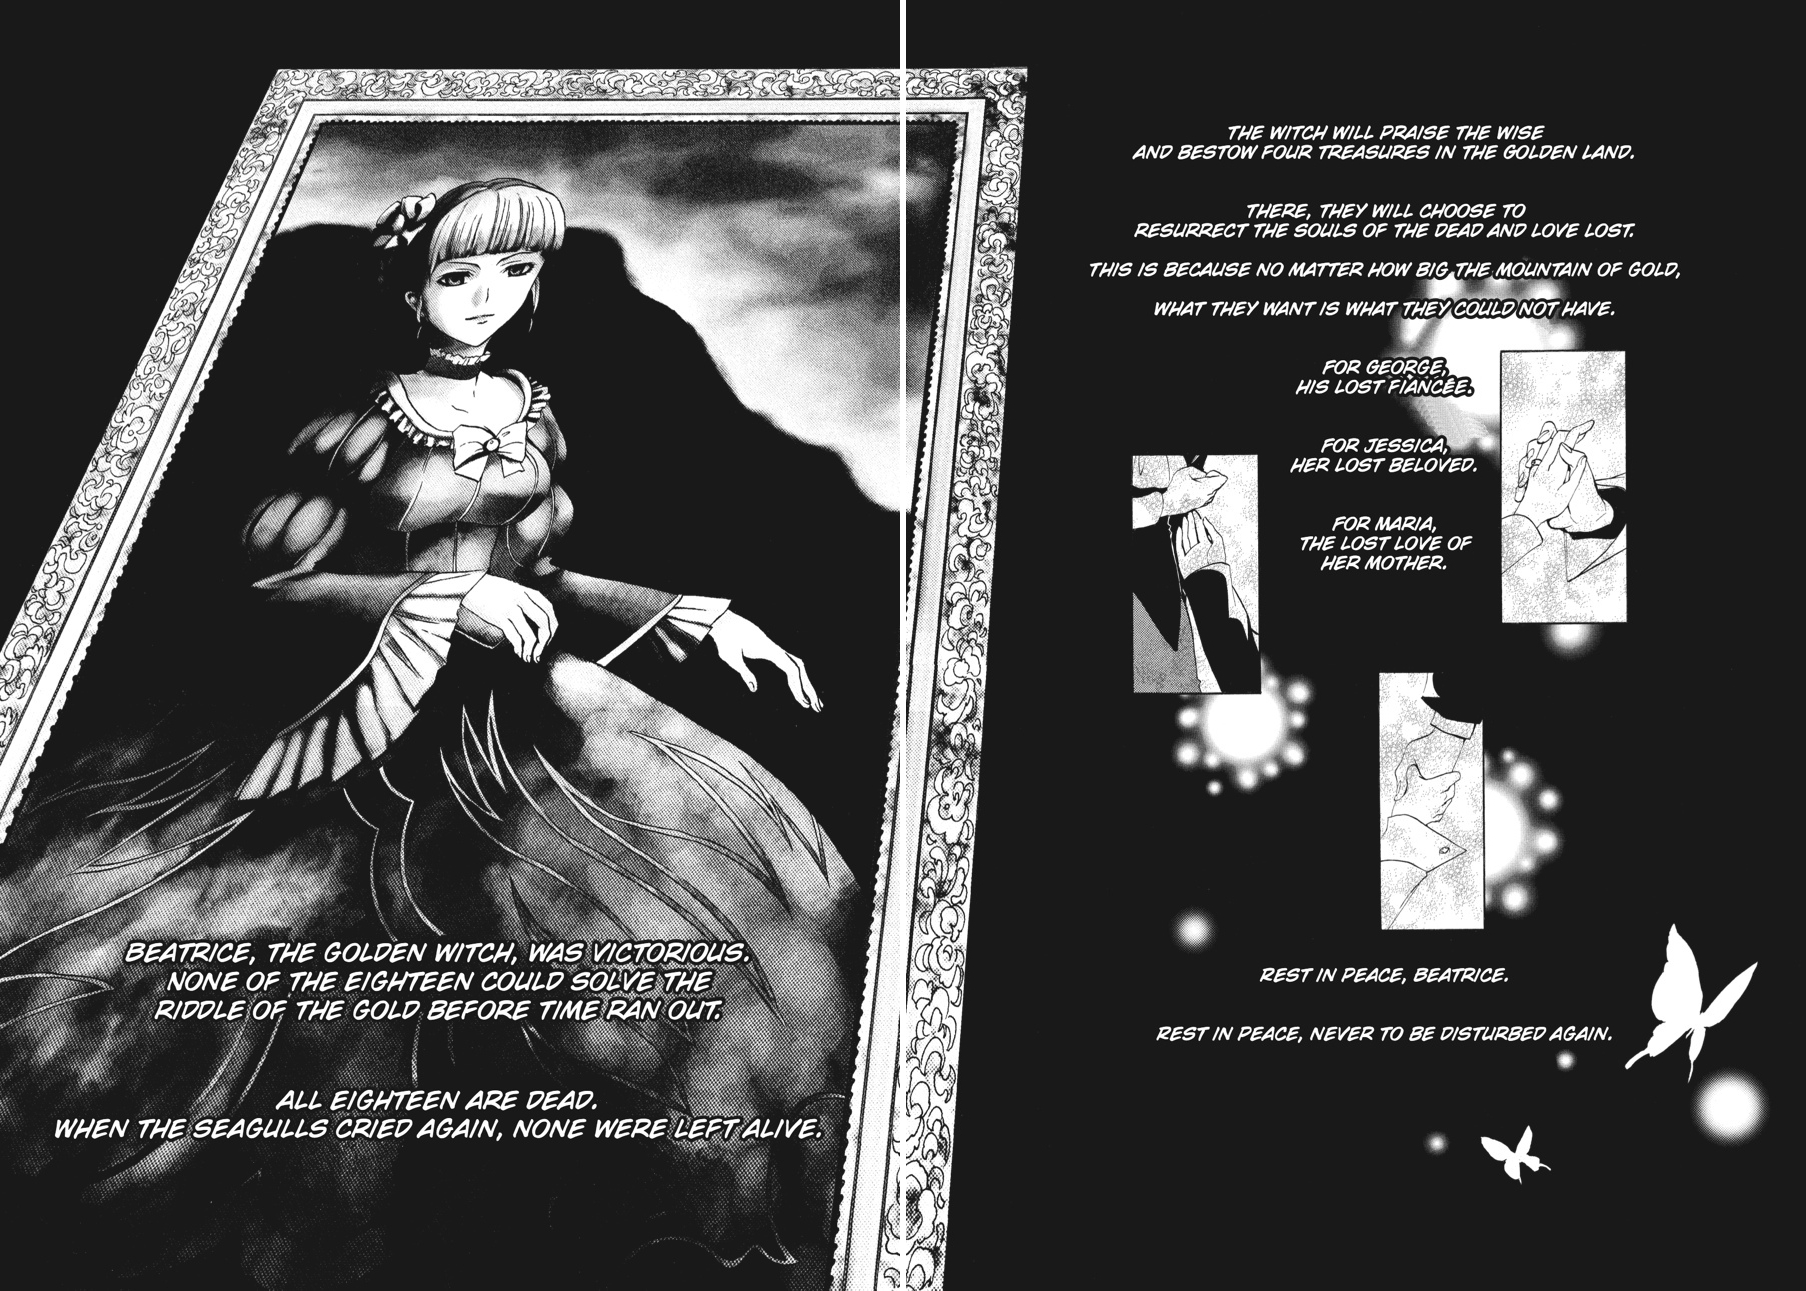 THE WITCH WILL PRAISE THE WISE
AND BESTOW FOUR TREASURES IN THE GOLDEN LAND.
THERE, THEY WILL CHOOSE TO
RESURRECT THE SOULS OF THE DEAD AND LOVE LOST.
THIS IS BECAUSE NO MATTER HOW BIG THE MOUNTAIN OF GOLD,
WHAT THEY WANT IS WHAT THEY COULD NOT HAVE.
FOR GEORGE,
HIS LOST FIANCÉE.
FOR JESSICA,
HER LOST BELOVED.
FOR MARIA,
THE LOST LOVE OF
HER MOTHER.
REST IN PEACE, BEATRICE.
REST IN PEACE, NEVER TO BE DISTURBED AGAIN.
BEATRICE, THE GOLDEN WITCH, WAS VICTORIOUS.
NONE OF THE EIGHTEEN COULD SOLVE THE
RIDDLE OF THE GOLD BEFORE TIME RAN OUT.
ALL EIGHTEEN ARE DEAD.
WHEN THE SEAGULLS CRIED AGAIN, NONE WERE LEFT ALIVE.